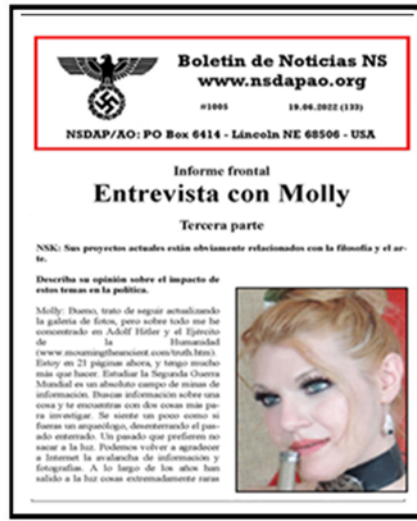 Boletin de Noticias NS
www.nsdapao.org
#1005 19.06.2022 (133)
NSDAP/AO: PO Box 6414 - Lincoln NE 68506 - USA
Informe frontal
Entrevista con Molly
Tercera parte
NSK: Sus proyectos actuales están obviamente relacionados con la filosofía y el ar-
te.
Describa su opinión sobre el impacto de
estos temas en la política.
Molly: Bueno, trato de seguir actualizando
la galería de fotos, pero sobre todo me he
concentrado en Adolf Hitler y el Ejército
de la Humanidad
(www.mourningtheancient.com/truth.htm).
Estoy en 21 páginas ahora, y tengo mucho
más que hacer. Estudiar la Segunda Guerra
Mundial es un absoluto campo de minas de
información. Buscas información sobre una
cosa y te encuentras con dos cosas más pa-
ra investigar. Se siente un poco como si
fueras un arqueólogo, desenterrando el pa-
sado enterrado. Un pasado que prefieren no
sacar a la luz. Podemos volver a agradecer
a Internet la avalancha de información y
fotografías. A lo largo de los años han
salido a la luz cosas extremadamente raras